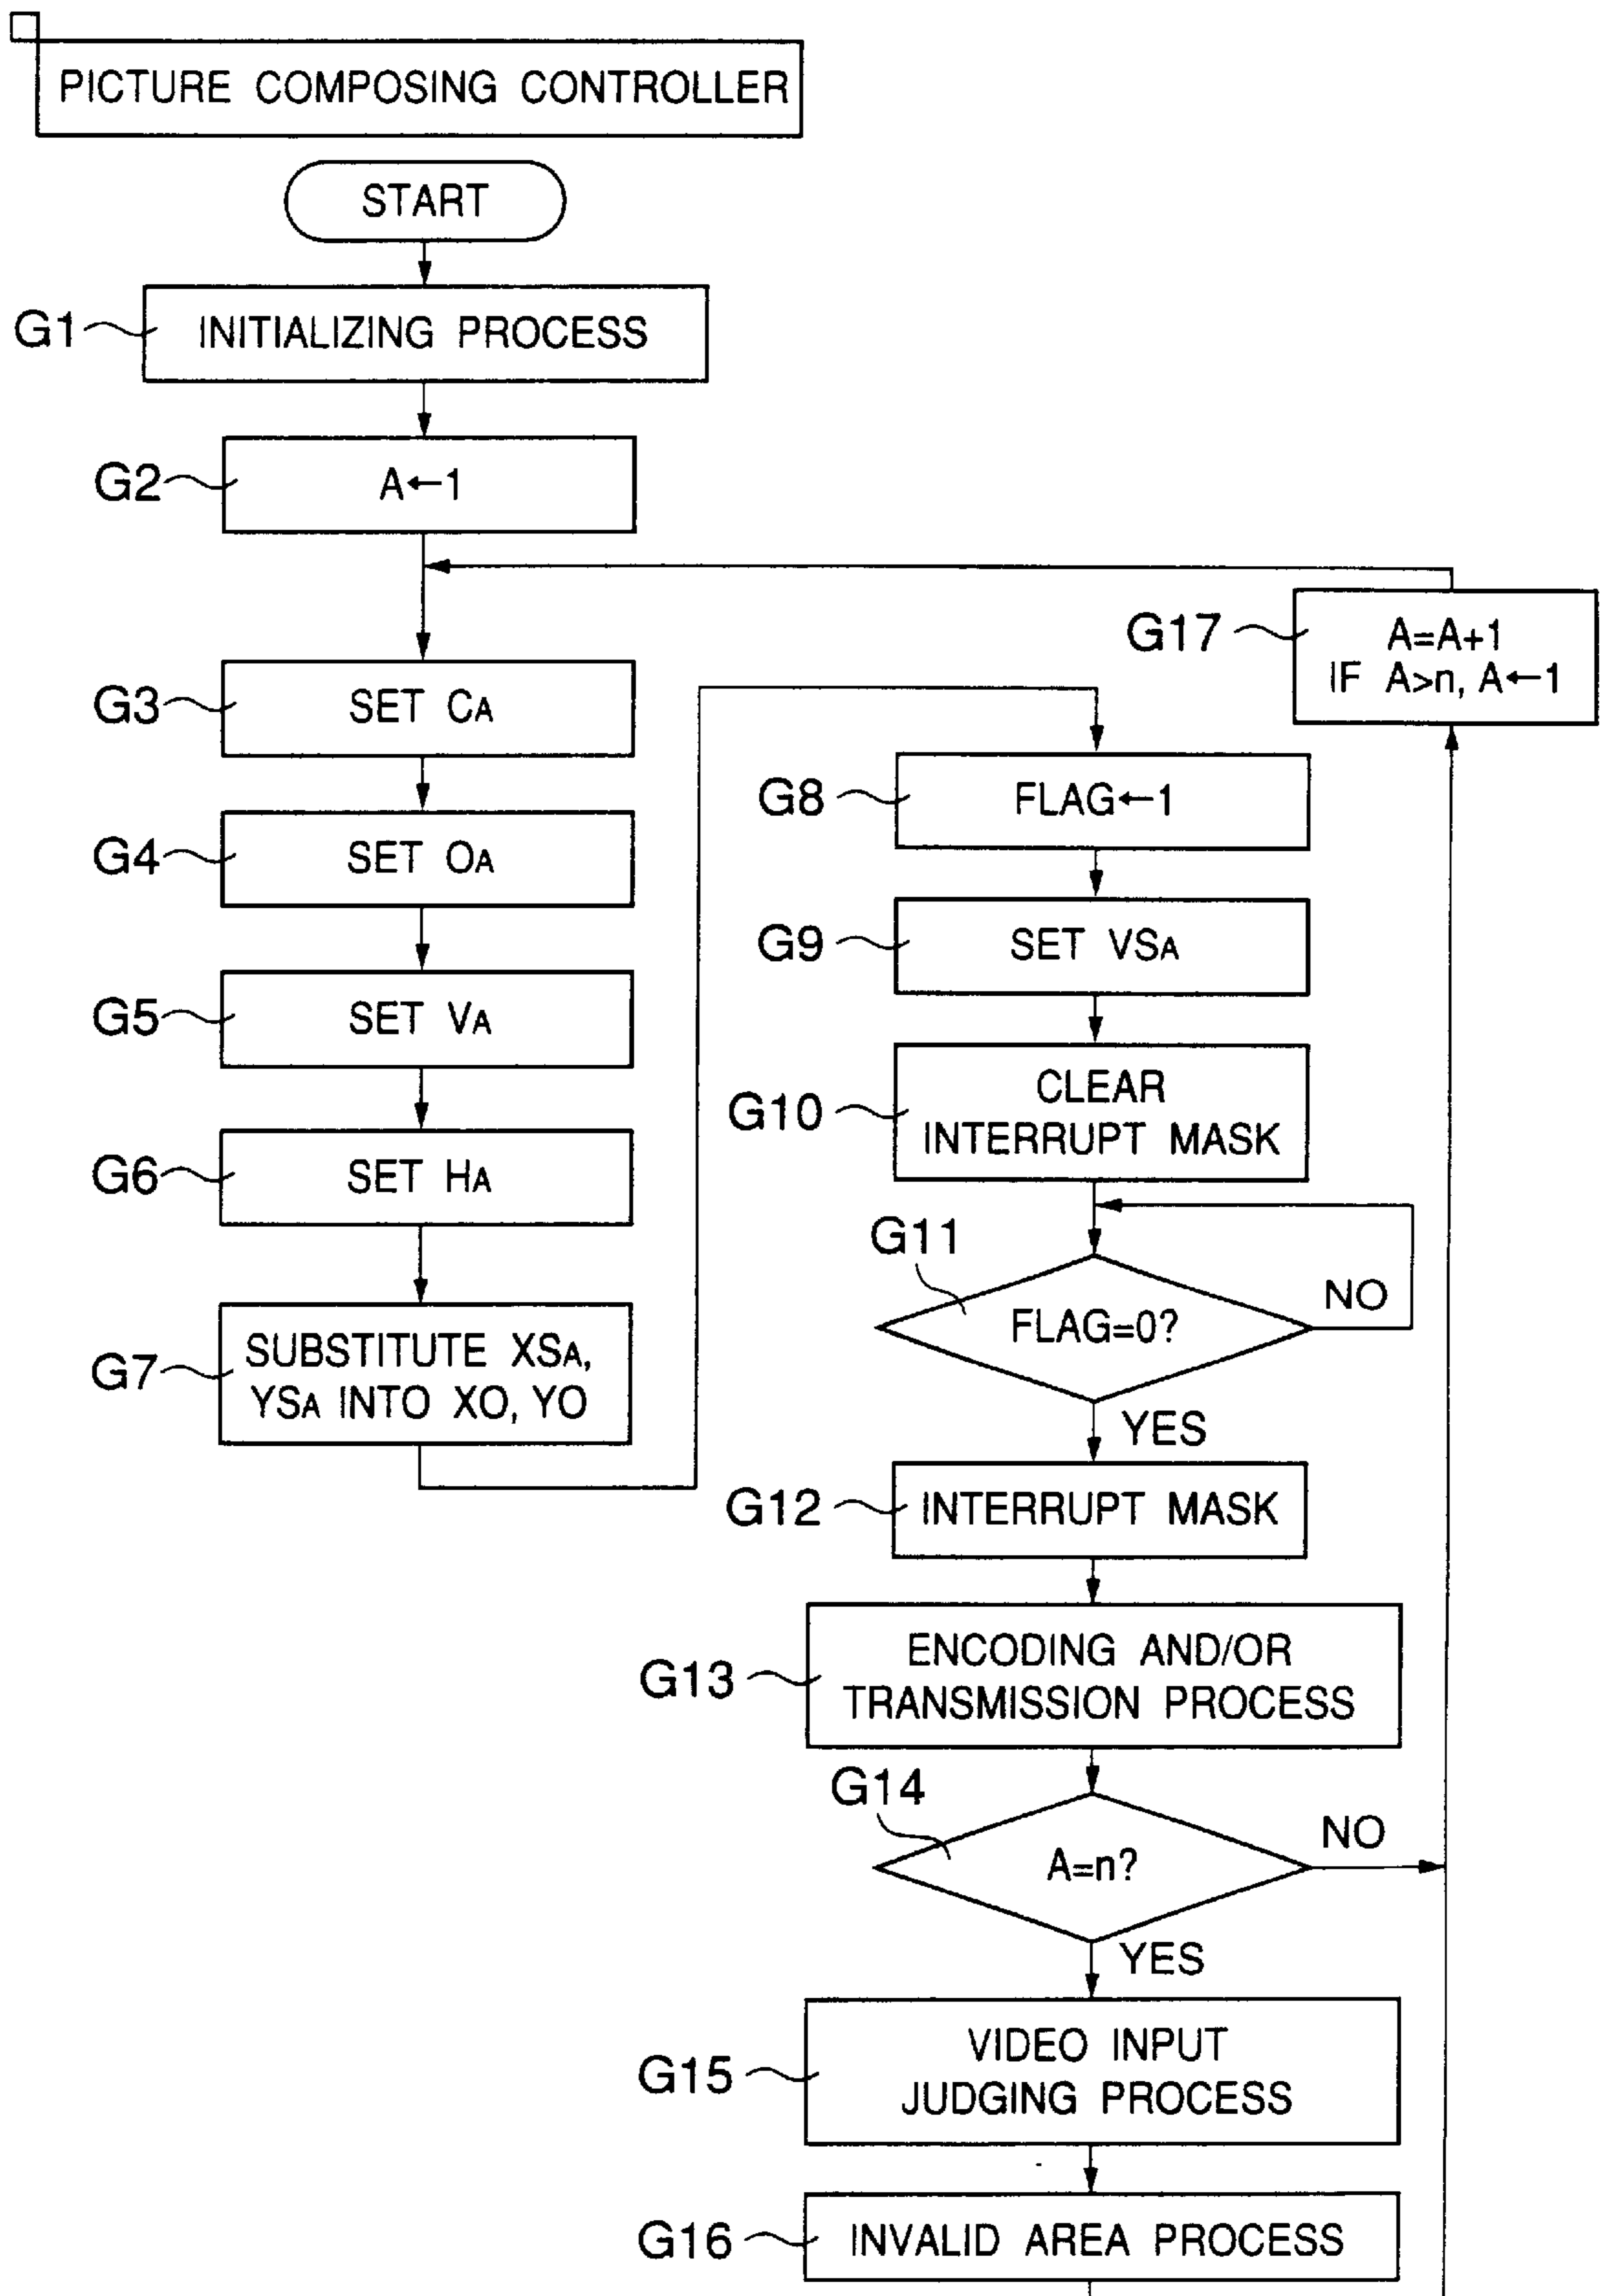 PICTURE COMPOSING CONTROLLER
START
G1
INITIALIZING PROCESS
G2
A←1
G3
SET CA
G4
SET OA
G5
SET VA
G6
SET HA
G7
SUBSTITUTE XSA,
YSA INTO XO, YO
G8
FLAG←1
G9
SET VSA
G10
CLEAR
INTERRUPT MASK
G11
FLAG=0?
NO
YES
G12
INTERRUPT MASK
G13
ENCODING AND/OR
TRANSMISSION PROCESS
G14
A=n?
NO
YES
G15
VIDEO INPUT
JUDGING PROCESS
G16
INVALID AREA PROCESS
G17
A=A+1
IF A>n, A←1